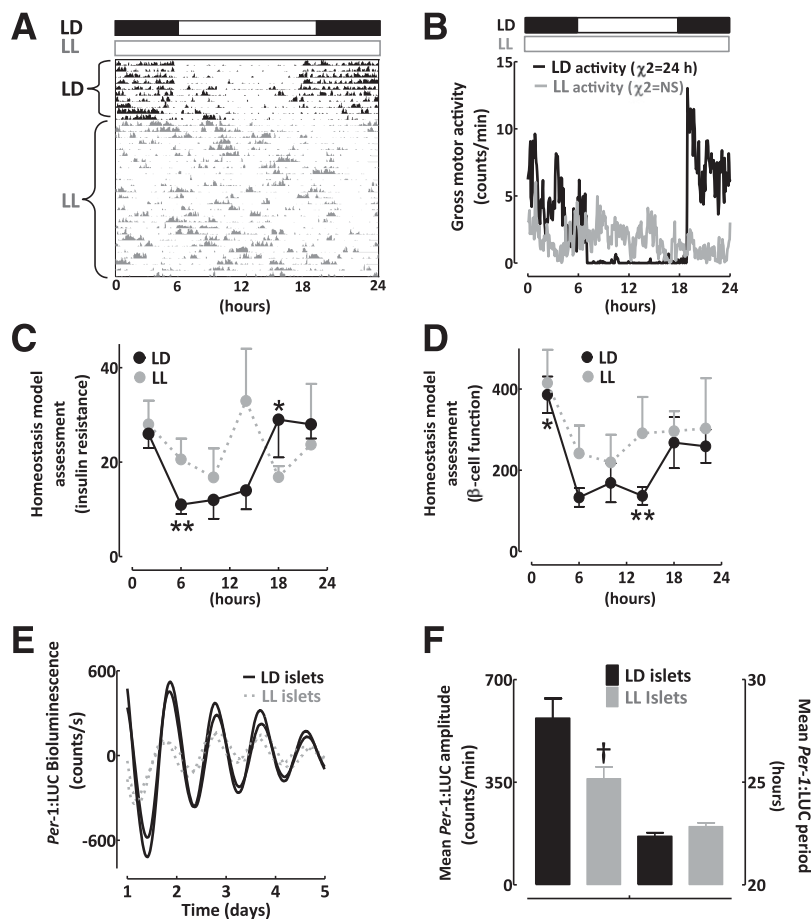 A
LD
LL
LD
LL
0 6 12 18 24
(hours)
B
LD
LL
LD activity (χ2=24 h)
LL activity (χ2=NS)
Gross motor activity
(counts/min)
15
10
5
0
0 6 12 18 24
(hours)
C
LD
LL
Homeostasis model
assessment
(insulin resistance)
40
20
0
*
**
0 6 12 18 24
(hours)
D
LD
LL
Homeostasis model
assessment
(β-cell function)
400
200
0
*
**
0 6 12 18 24
(hours)
E
Per-1:LUC Bioluminescence
(counts/s)
LD islets
LL islets
600
0
-600
1 2 3 4 5
Time (days)
F
LD islets
LL Islets
Mean Per-1:LUC amplitude
(counts/min)
700
350
0
†
30
25
20
Mean Per-1:LUC period
(hours)